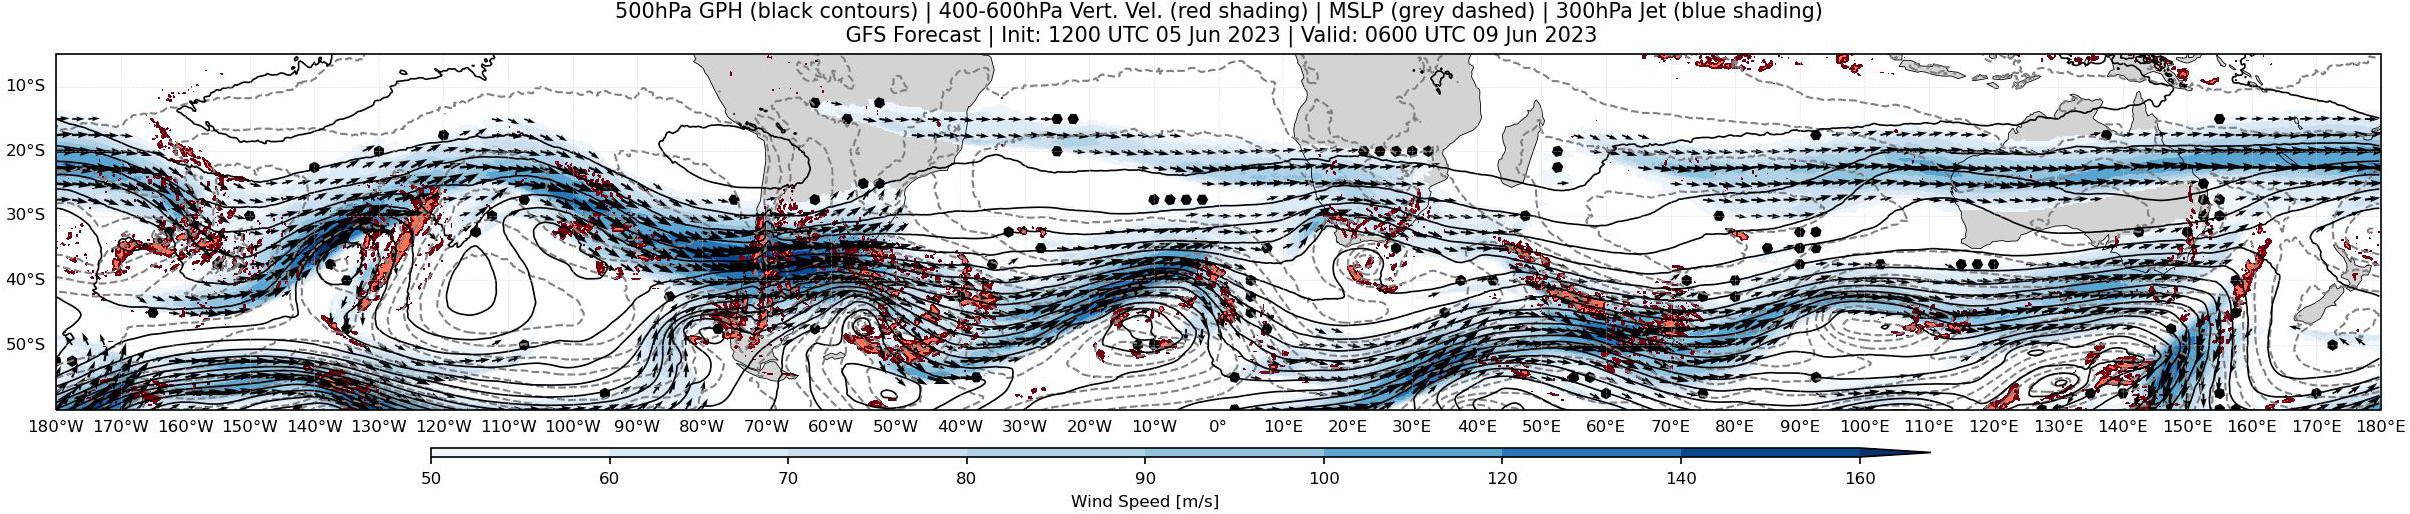 500hPa GPH (black contours) | 400-600hPa Vert. Vel. (red shading) | MSLP (grey dashed) | 300hPa Jet (blue shading)
GFS Forecast | Init: 1200 UTC 05 Jun 2023 | Valid: 0600 UTC 09 Jun 2023
10°S
20°S
30°S
40°S
50°S
180°W 170°W 160°W 150°W 140°W 130°W 120°W 110°W 100°W 90°W 80°W 70°W 60°W 50°W 40°W 30°W 20°W 10°W 0° 10°E 20°E 30°E 40°E 50°E 60°E 70°E 80°E 90°E 100°E 110°E 120°E 130°E 140°E 150°E 160°E 170°E 180°E
50 60 70 80 90 100 120 140 160
Wind Speed [m/s]